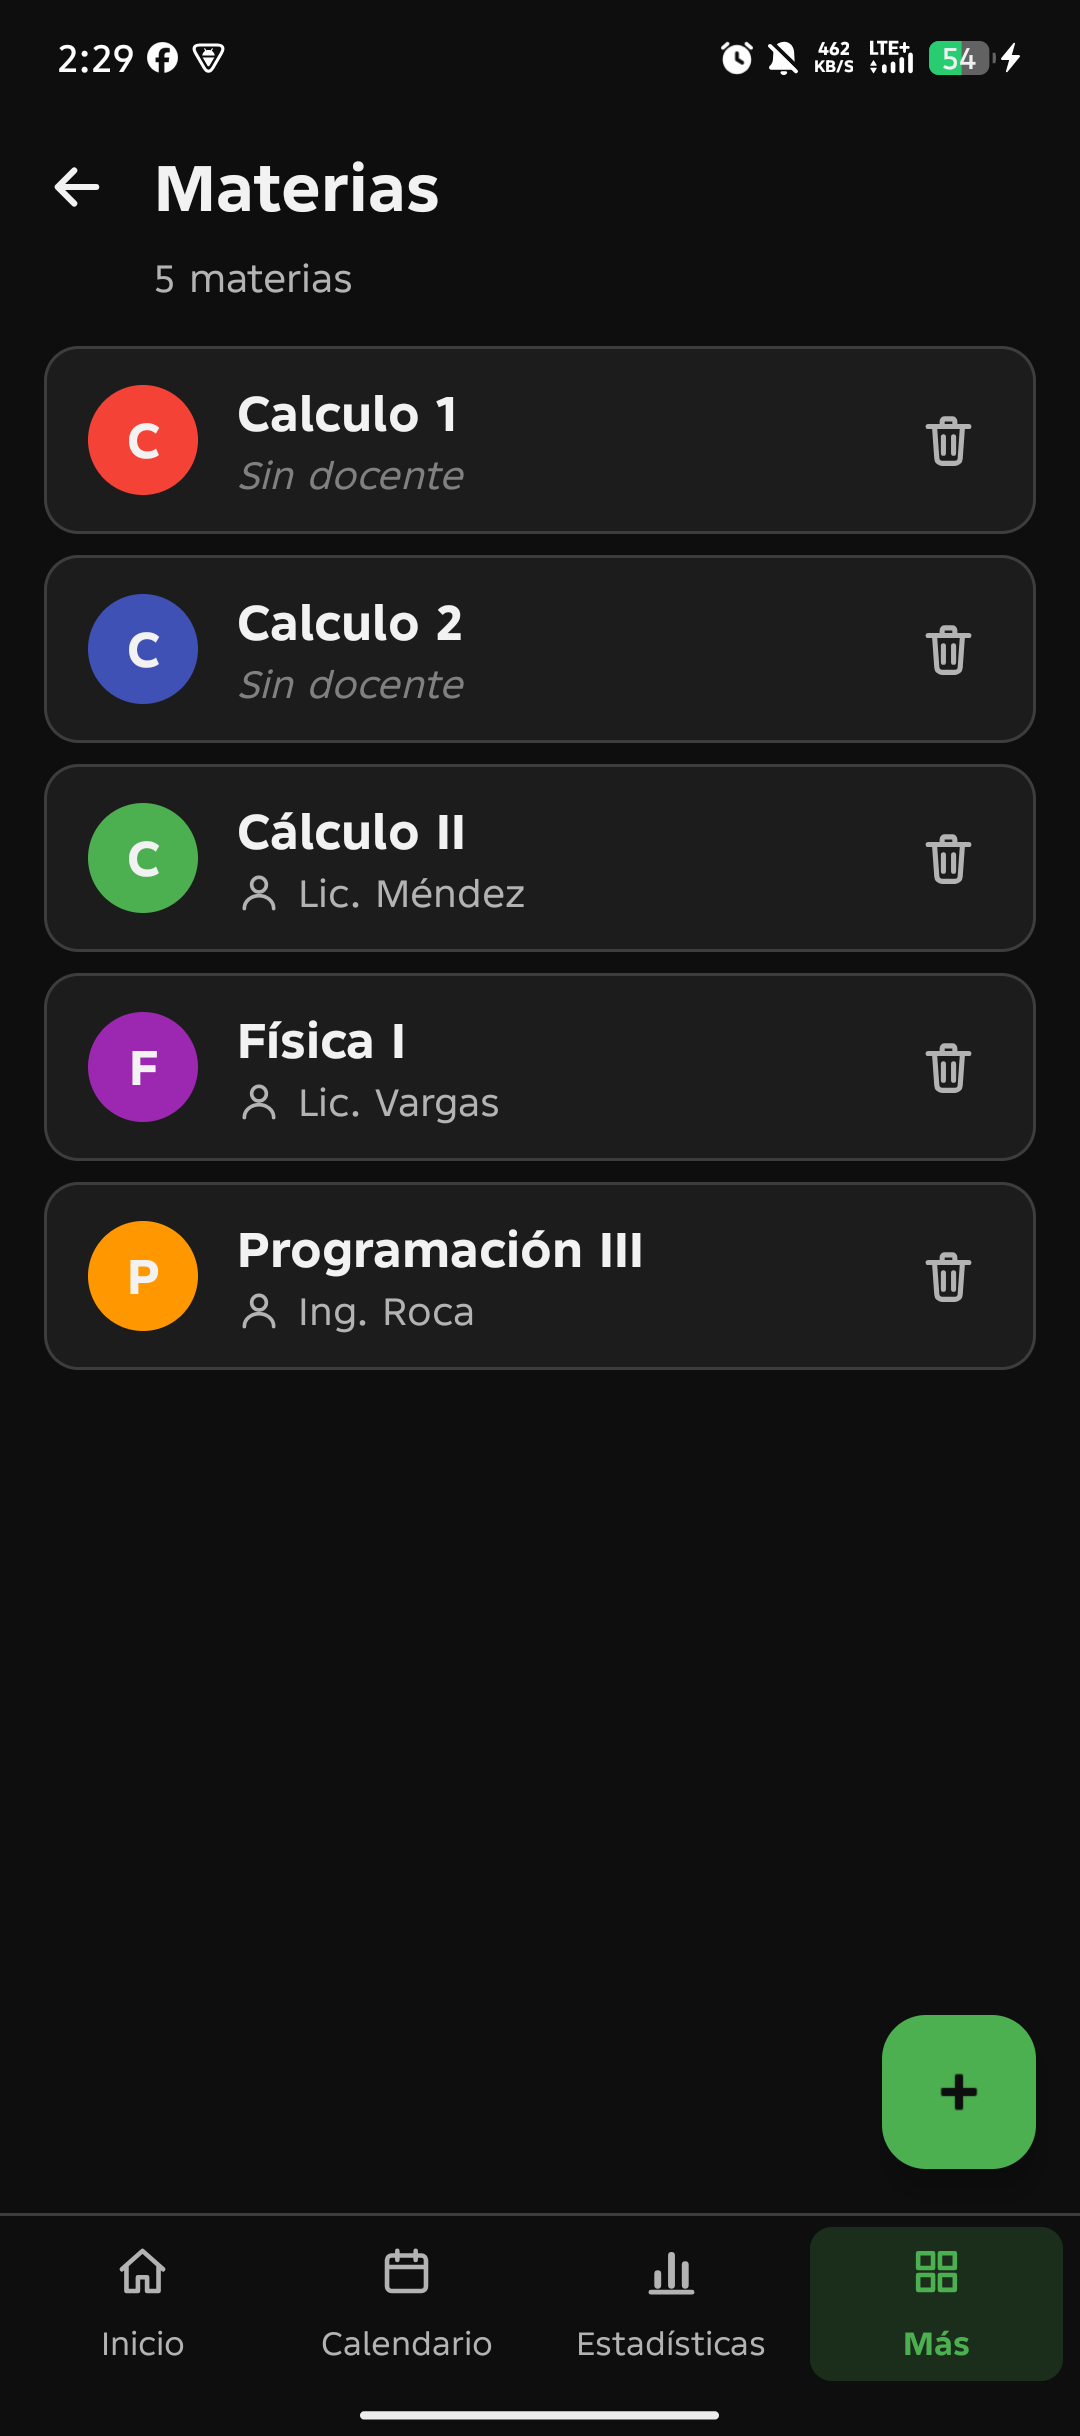 2:29
462
KB/S
LTE+
54
Materias
5 materias
C
Calculo 1
Sin docente
C
Calculo 2
Sin docente
C
Cálculo II
Lic. Méndez
F
Física I
Lic. Vargas
P
Programación III
Ing. Roca
+
Inicio
Calendario
Estadísticas
Más